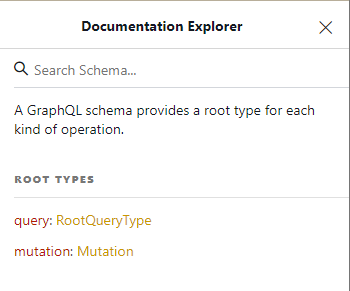 Documentation Explorer
Search Schema...
A GraphQL schema provides a root type for each
kind of operation.
ROOT TYPES
query: RootQueryType
mutation: Mutation